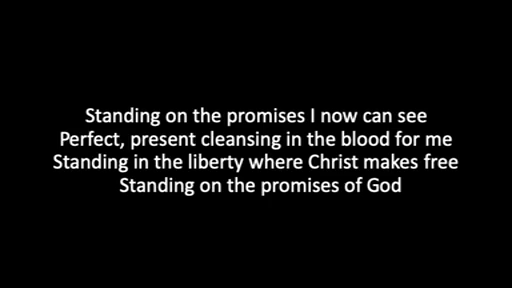 Standing on the promises I now can see
Perfect, present cleansing in the blood for me
Standing in the liberty where Christ makes free
Standing on the promises of God